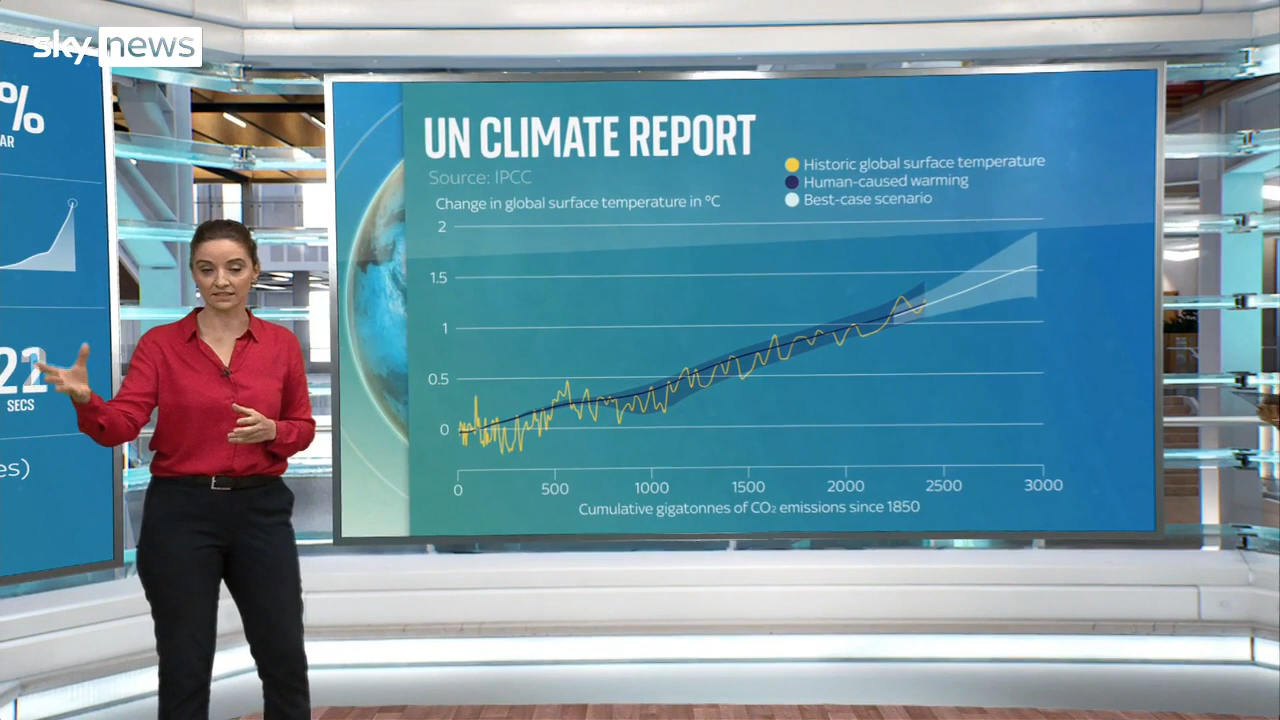 sky news
%
AR
22
SECS
es)
UN CLIMATE REPORT
Source: IPCC
Change in global surface temperature in °C
Historic global surface temperature
Human-caused warming
Best-case scenario
2
1.5
1
0.5
0
0 500 1000 1500 2000 2500 3000
Cumulative gigatonnes of CO₂ emissions since 1850